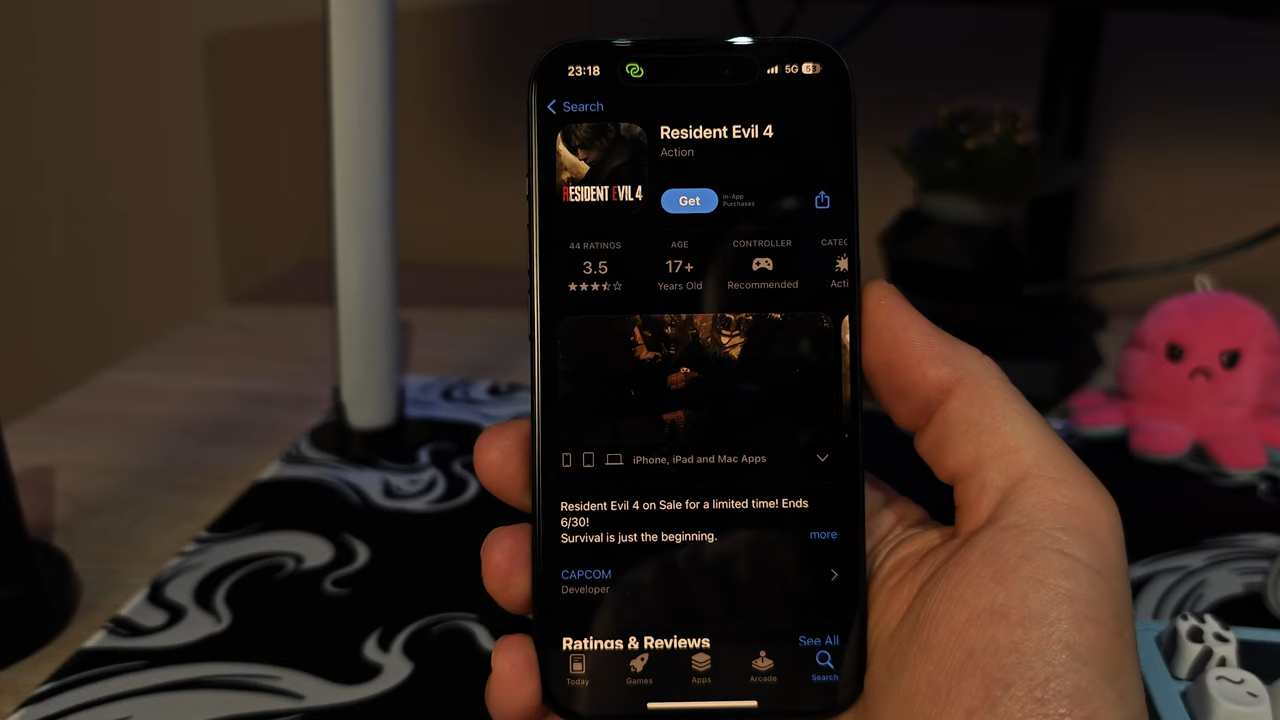 23:18
5G 53
Search
RESIDENT EVIL 4
Resident Evil 4
Action
Get
In-App
Purchases
44 RATINGS
3.5
AGE
17+
Years Old
CONTROLLER
Recommended
CATEG
Acti
iPhone, iPad and Mac Apps
Resident Evil 4 on Sale for a limited time! Ends
6/30!
Survival is just the beginning.
more
CAPCOM
Developer
Ratings & Reviews
See All
Today
Games
Apps
Arcade
Search